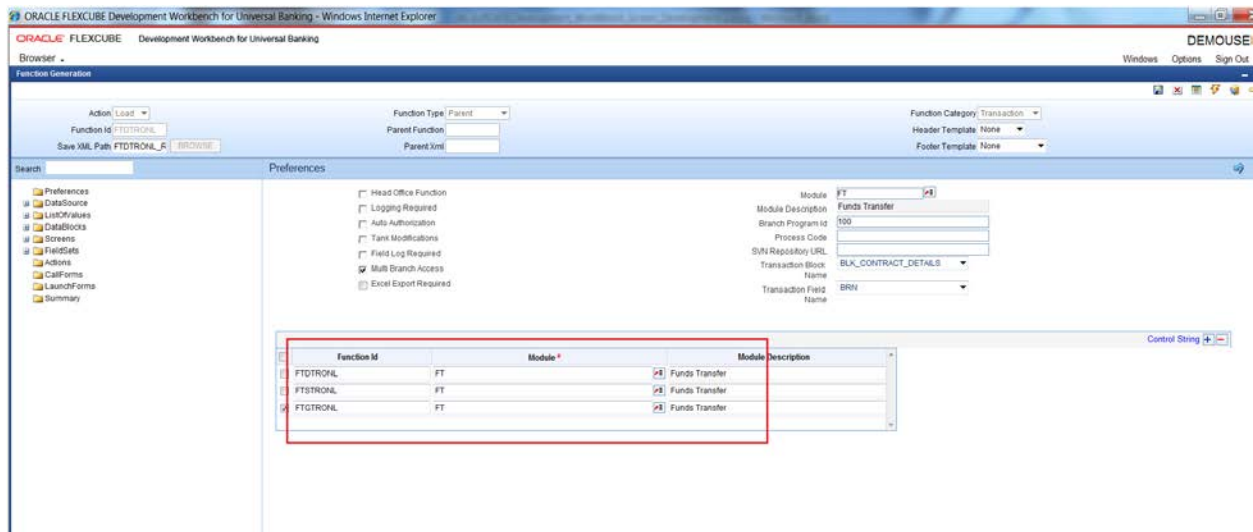 ORACLE FLEXCUBE Development Workbench for Universal Banking - Windows Internet Explorer
ORACLE FLEXCUBE Development Workbench for Universal Banking
DEMOUSE
Browser
Windows Options Sign Out
Function Generation
Action Load Function Type Parent Function Category Transaction
Function Id FTDTRONL Parent Function Header Template None
Save XML Path FTDTRONL_R BROWSE Parent Xml Footer Template None
Search Preferences
Preferences
DataSource
ListOfValues
DataBlocks
Screens
FieldSets
Actions
CallForms
LaunchForms
Summary
Head Office Function
Logging Required
Auto Authorization
Tank Modifications
Field Log Required
Multi Branch Access
Excel Export Required
Module FT
Module Description Funds Transfer
Branch Program Id 100
Process Code
SVN Repository URL
Transaction Block Name BLK_CONTRACT_DETAILS
Transaction Field Name BRN
Control String + -
Function Id Module * Module Description
FTDTRONL FT Funds Transfer
FTSTRONL FT Funds Transfer
FTGTRONL FT Funds Transfer